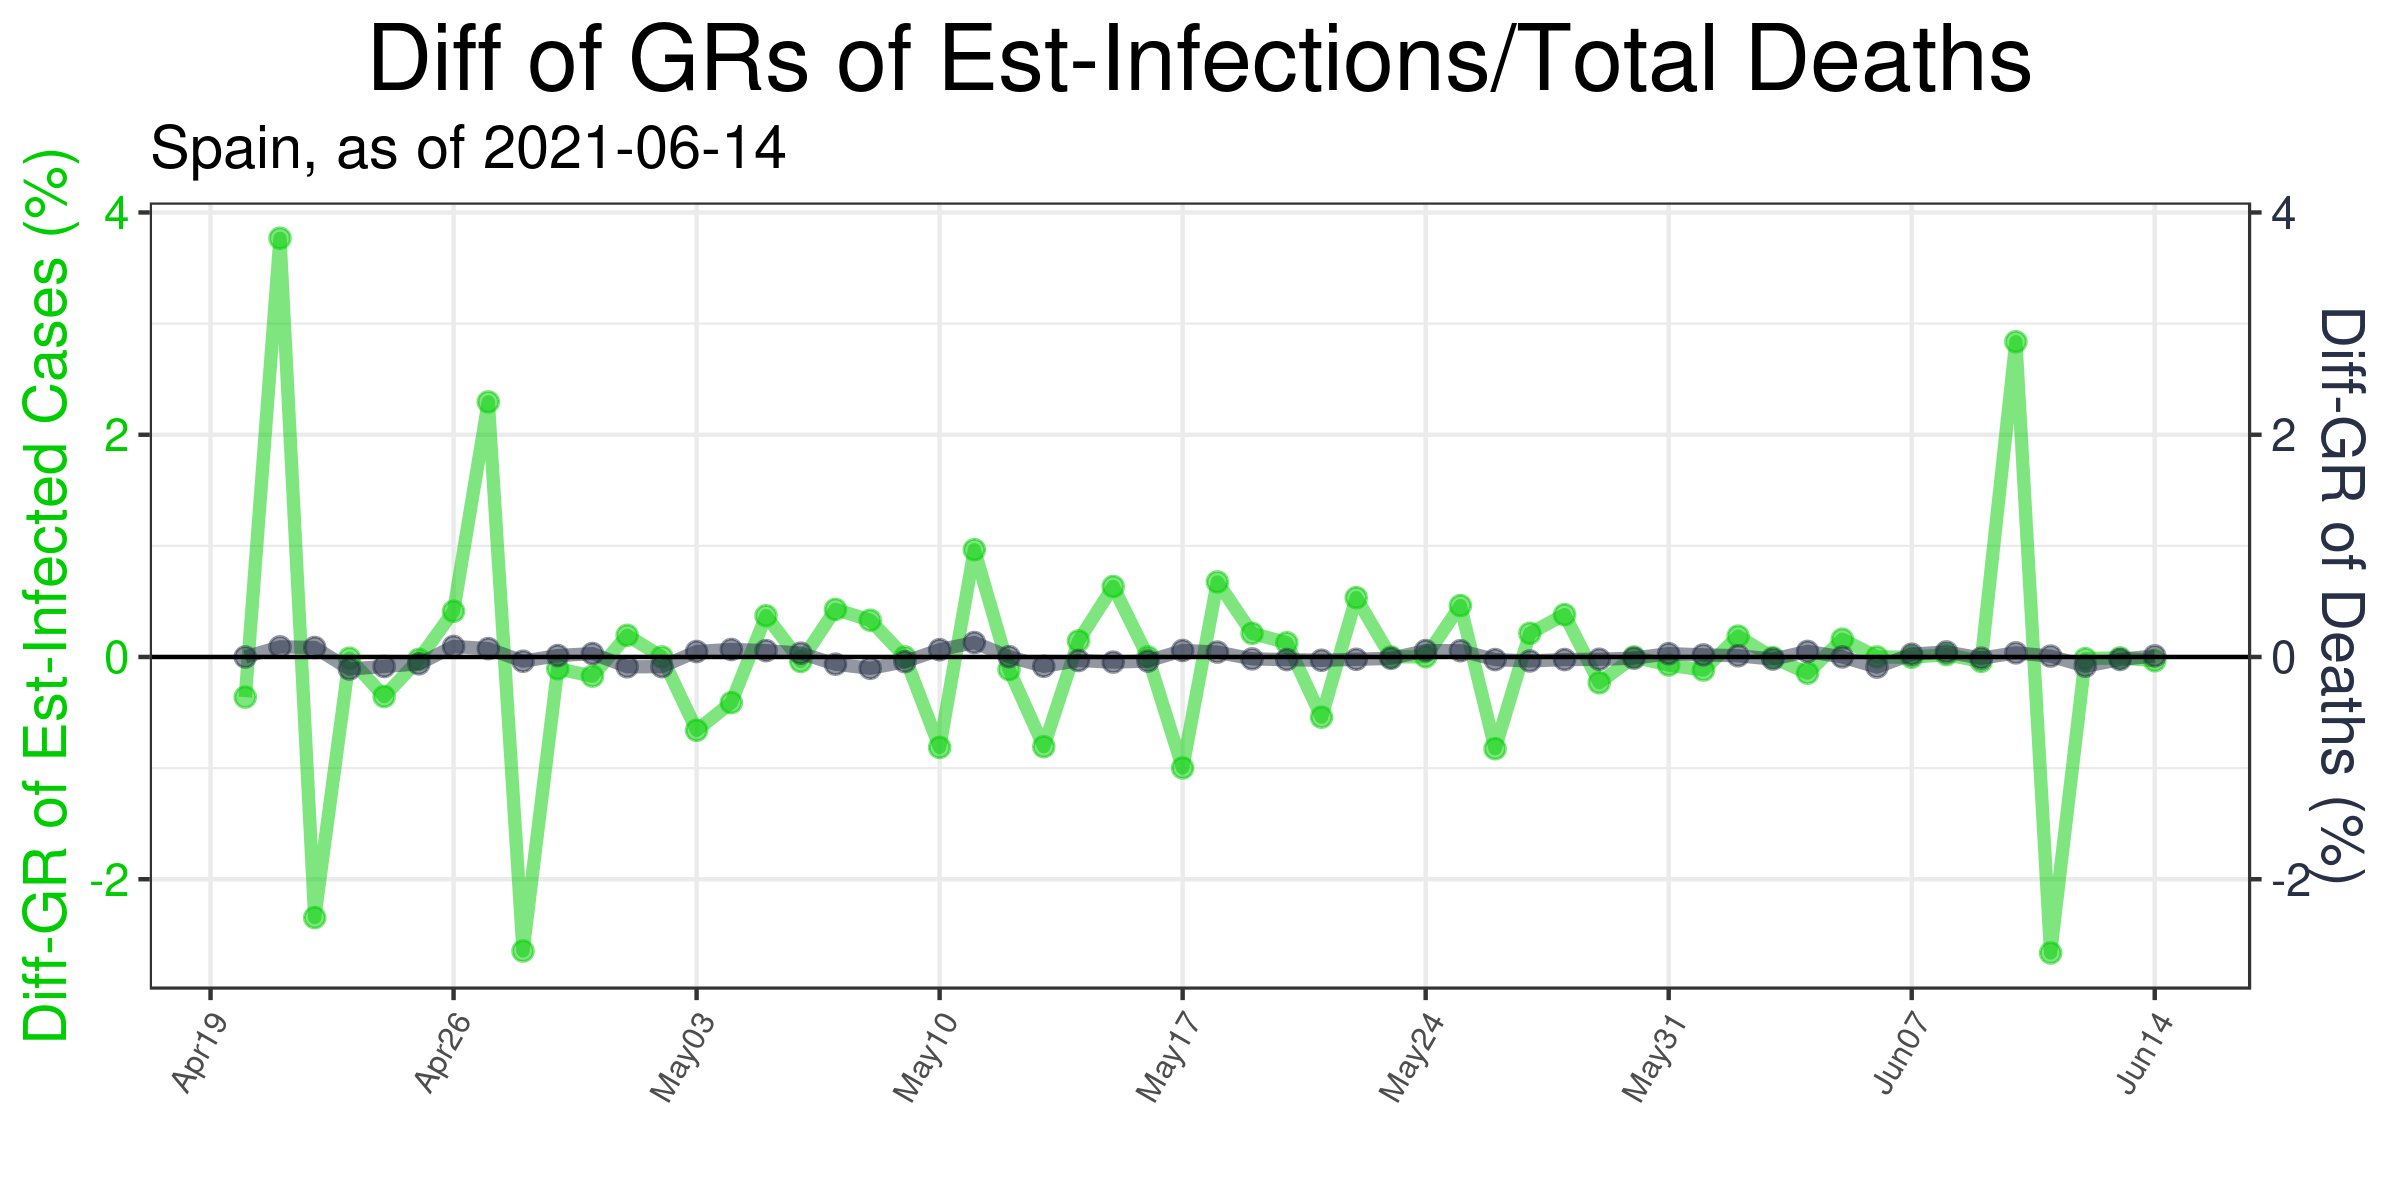 Diff of GRs of Est-Infections/Total Deaths
Spain, as of 2021-06-14
Diff-GR of Est-Infected Cases (%)
4
2
0
-2
4
2
0
-2
Diff-GR of Deaths (%)
Apr19
Apr26
May03
May10
May17
May24
May31
Jun07
Jun14